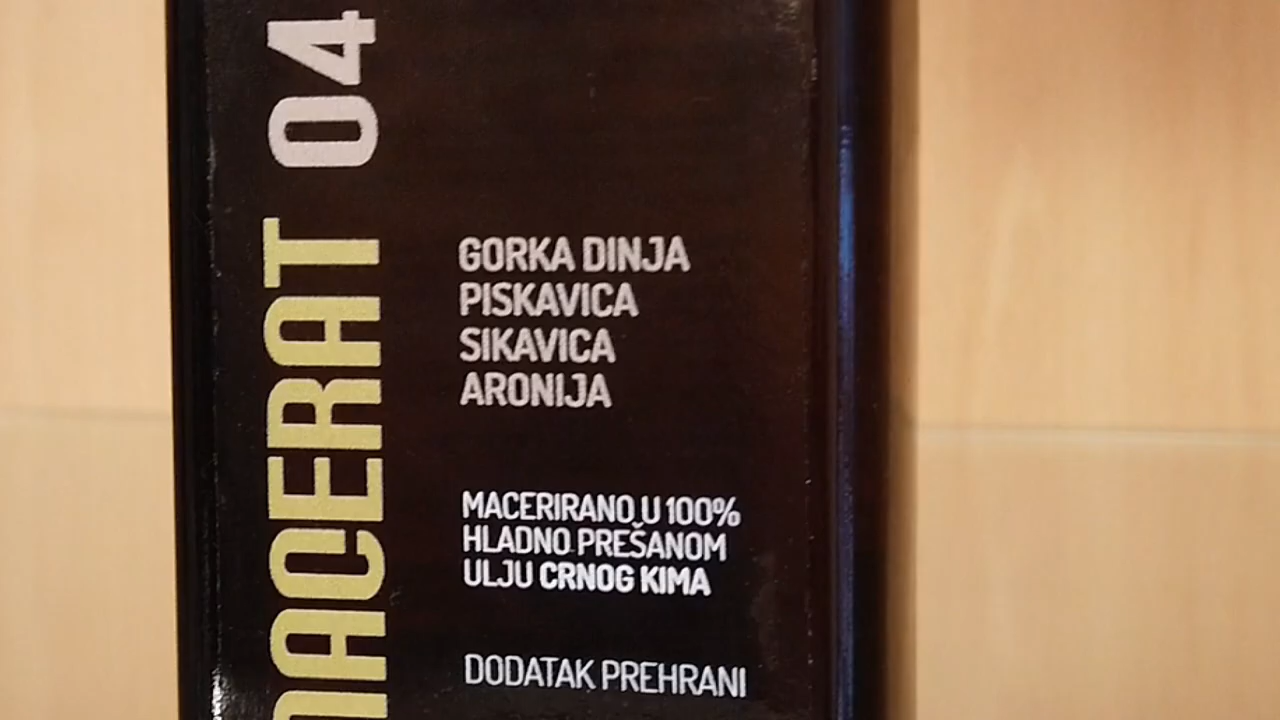 MACERAT 04
GORKA DINJA
PISKAVICA
SIKAVICA
ARONIJA
MACERIRANO U 100%
HLADNO PREŠANOM
ULJU CRNOG KIMA
DODATAK PREHRANI